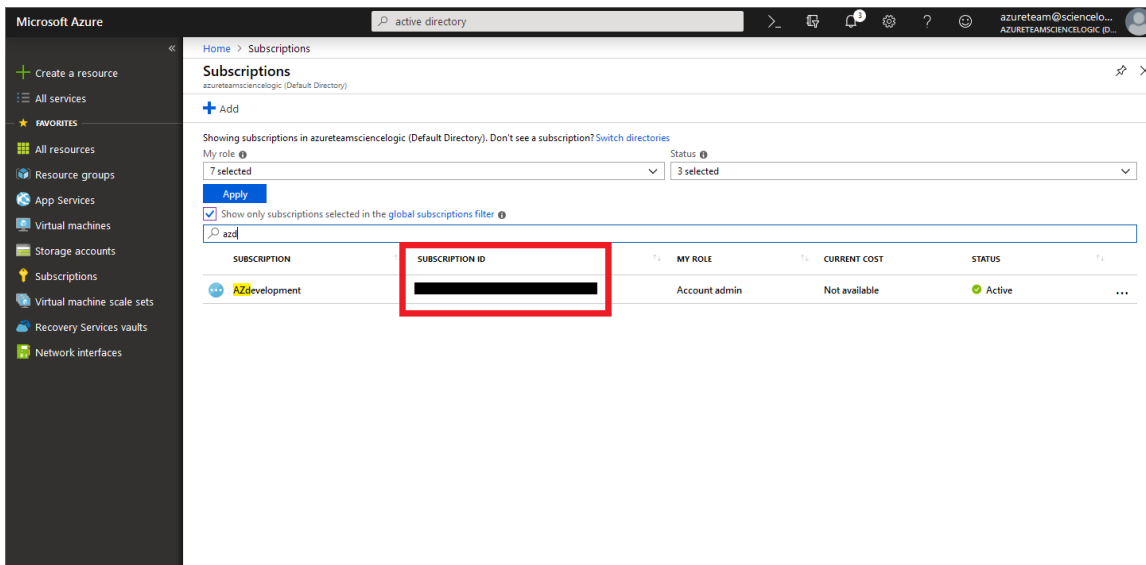 Microsoft Azure
active directory
3
azureteam@sciencelo...
AZURETEAMSCIENCELOGIC (D...
«
Create a resource
All services
FAVORITES
All resources
Resource groups
App Services
Virtual machines
Storage accounts
Subscriptions
Virtual machine scale sets
Recovery Services vaults
Network interfaces
Home > Subscriptions
Subscriptions
azureteamsciencelogic (Default Directory)
Add
Showing subscriptions in azureteamsciencelogic (Default Directory). Don't see a subscription? Switch directories
My role Status
7 selected 3 selected
Apply
Show only subscriptions selected in the global subscriptions filter
azd
SUBSCRIPTION SUBSCRIPTION ID MY ROLE CURRENT COST STATUS
AZdevelopment Account admin Not available Active ...